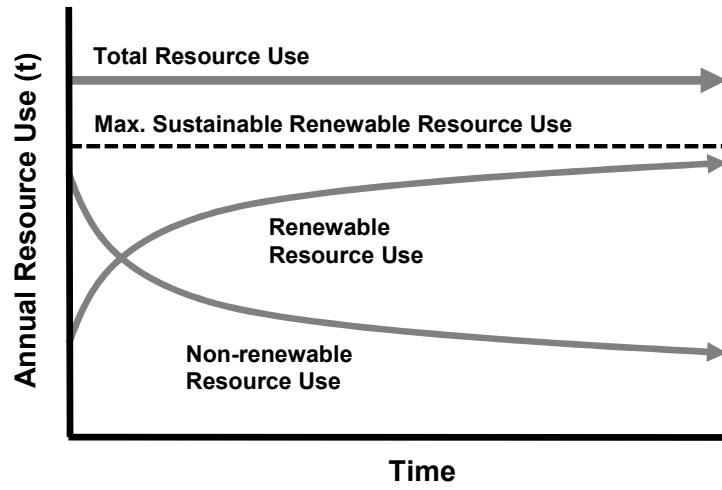 Annual Resource Use (t)
Total Resource Use
Max. Sustainable Renewable Resource Use
Renewable
Resource Use
Non-renewable
Resource Use
Time